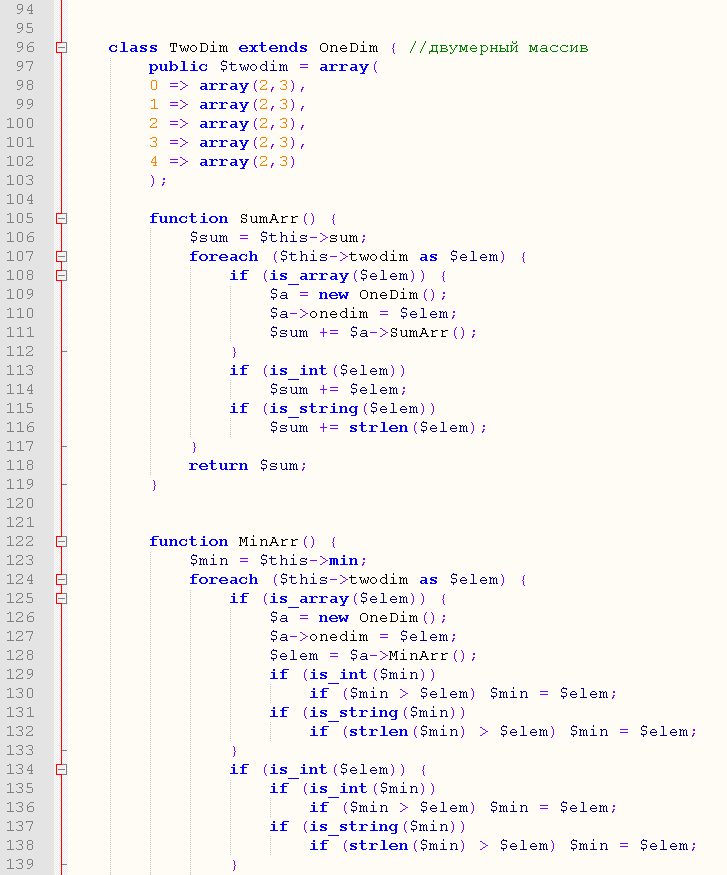 94
95
96 class TwoDim extends OneDim { //двумерный массив
97 public $twodim = array(
98 0 => array(2,3),
99 1 => array(2,3),
100 2 => array(2,3),
101 3 => array(2,3),
102 4 => array(2,3)
103 );
104
105 function SumArr() {
106 $sum = $this->sum;
107 foreach ($this->twodim as $elem) {
108 if (is_array($elem)) {
109 $a = new OneDim();
110 $a->onedim = $elem;
111 $sum += $a->SumArr();
112 }
113 if (is_int($elem))
114 $sum += $elem;
115 if (is_string($elem))
116 $sum += strlen($elem);
117 }
118 return $sum;
119 }
120
121
122 function MinArr() {
123 $min = $this->min;
124 foreach ($this->twodim as $elem) {
125 if (is_array($elem)) {
126 $a = new OneDim();
127 $a->onedim = $elem;
128 $elem = $a->MinArr();
129 if (is_int($min))
130 if ($min > $elem) $min = $elem;
131 if (is_string($min))
132 if (strlen($min) > $elem) $min = $elem;
133 }
134 if (is_int($elem)) {
135 if (is_int($min))
136 if ($min > $elem) $min = $elem;
137 if (is_string($min))
138 if (strlen($min) > $elem) $min = $elem;
139 }